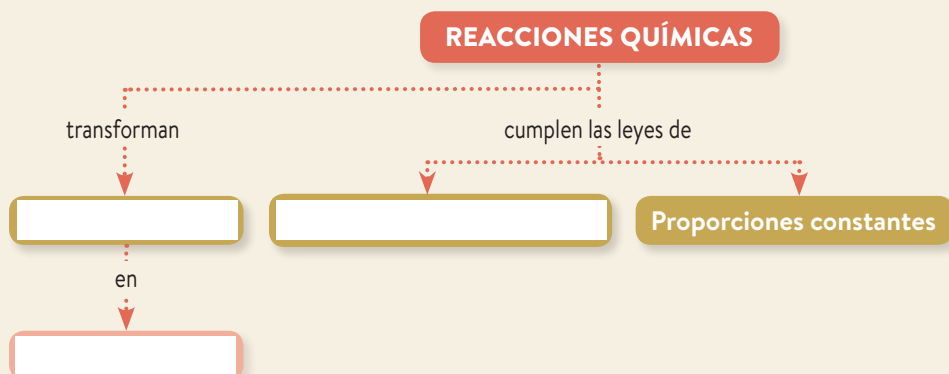 REACCIONES QUÍMICAS
transforman
cumplen las leyes de
Proporciones constantes
en